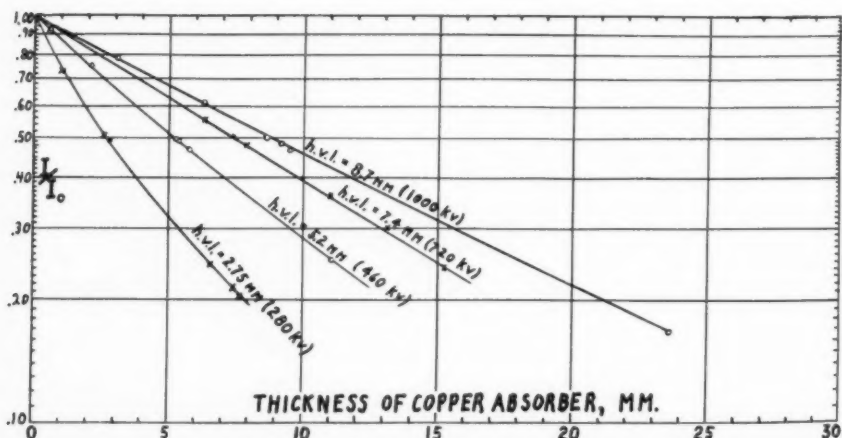 1.00
.90
.80
.70
.60
.50
.40
.30
.20
.10
I/I₀
h.v.l. = 8.7 MM (1000 KV)
h.v.l. = 7.4 MM (720 KV)
h.v.l. = 5.2 MM (460 KV)
h.v.l. = 2.75 MM (280 KV)
THICKNESS OF COPPER ABSORBER, MM.
0 5 10 15 20 25 30